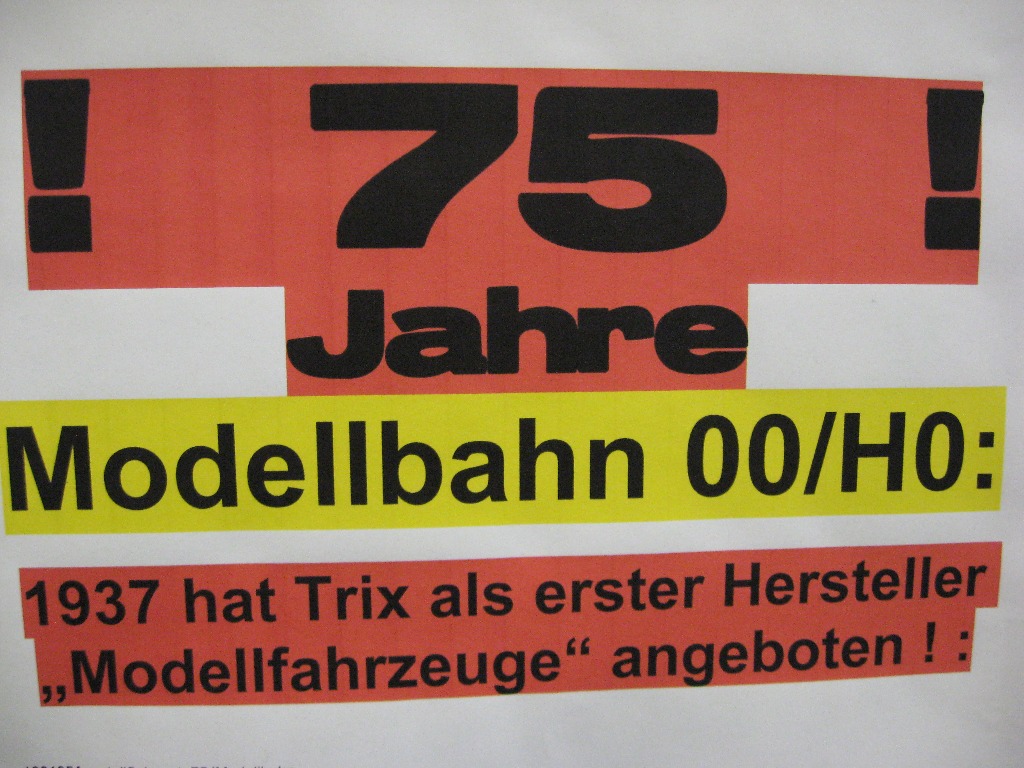 ! 75 !
Jahre
Modellbahn 00/H0:
1937 hat Trix als erster Hersteller
„Modellfahrzeuge“ angeboten ! :